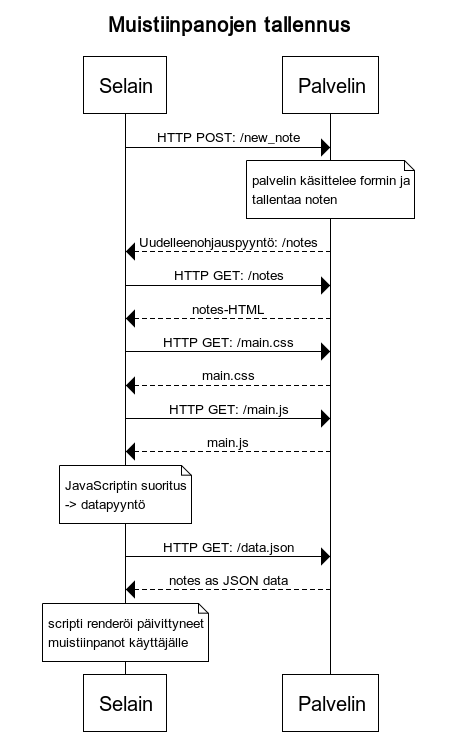 Muistiinpanojen tallennus
Selain
Palvelin
HTTP POST: /new_note
palvelin käsittelee formin ja
tallentaa noten
Uudelleenohjauspyyntö: /notes
HTTP GET: /notes
notes-HTML
HTTP GET: /main.css
main.css
HTTP GET: /main.js
main.js
JavaScriptin suoritus
-> datapyyntö
HTTP GET: /data.json
notes as JSON data
scripti renderöi päivittyneet
muistiinpanot käyttäjälle
Selain
Palvelin